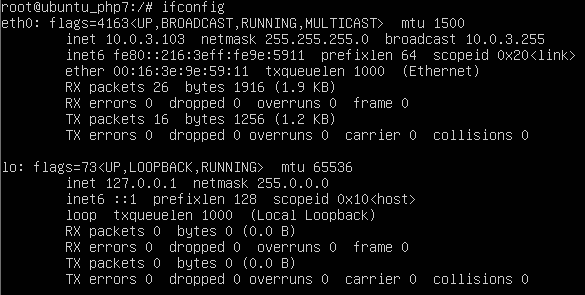 root@ubuntu_php7:/# ifconfig
eth0: flags=4163<UP,BROADCAST,RUNNING,MULTICAST>  mtu 1500
        inet 10.0.3.103  netmask 255.255.255.0  broadcast 10.0.3.255
        inet6 fe80::216:3eff:fe9e:5911  prefixlen 64  scopeid 0x20<link>
        ether 00:16:3e:9e:59:11  txqueuelen 1000  (Ethernet)
        RX packets 26  bytes 1916 (1.9 KB)
        RX errors 0  dropped 0  overruns 0  frame 0
        TX packets 16  bytes 1256 (1.2 KB)
        TX errors 0  dropped 0 overruns 0  carrier 0  collisions 0

lo: flags=73<UP,LOOPBACK,RUNNING>  mtu 65536
        inet 127.0.0.1  netmask 255.0.0.0
        inet6 ::1  prefixlen 128  scopeid 0x10<host>
        loop  txqueuelen 1000  (Local Loopback)
        RX packets 0  bytes 0 (0.0 B)
        RX errors 0  dropped 0  overruns 0  frame 0
        TX packets 0  bytes 0 (0.0 B)
        TX errors 0  dropped 0 overruns 0  carrier 0  collisions 0